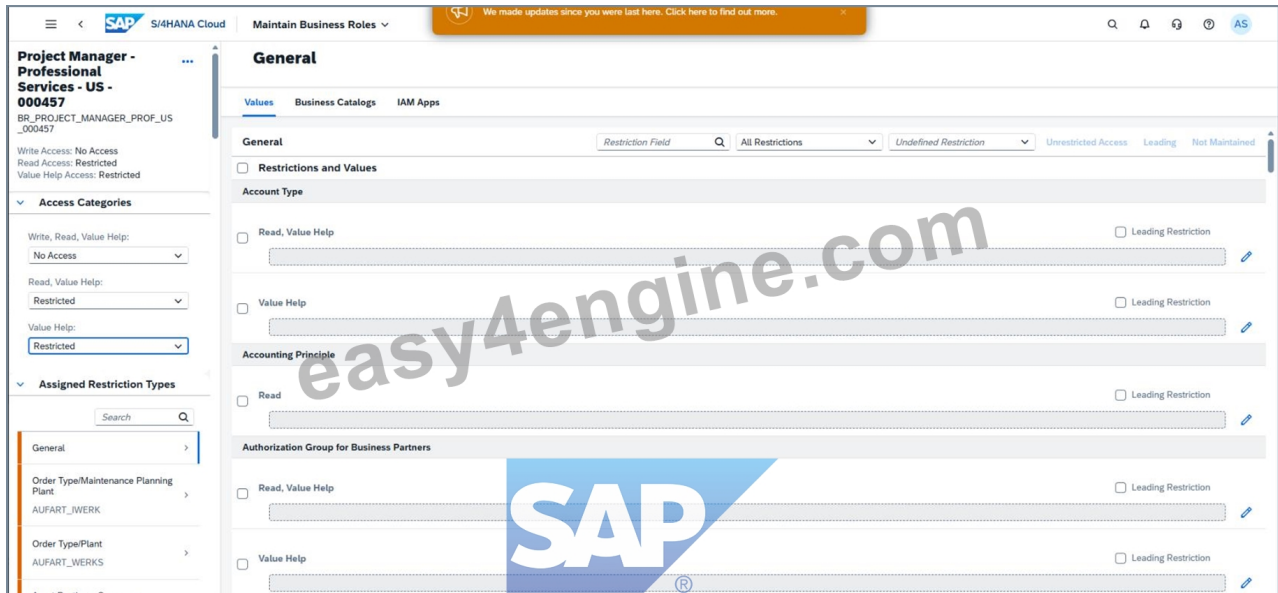 SAP
S/4HANA Cloud
Maintain Business Roles
We made updates since you were last here. Click here to find out more.
AS
Project Manager -
Professional
Services - US -
000457
BR_PROJECT_MANAGER_PROF_US
_000457
Write Access: No Access
Read Access: Restricted
Value Help Access: Restricted
Access Categories
Write, Read, Value Help:
No Access
Read, Value Help:
Restricted
Value Help:
Restricted
Assigned Restriction Types
Search
General
Order Type/Maintenance Planning
Plant
AUFART_IWERK
Order Type/Plant
AUFART_WERKS
General
Values Business Catalogs IAM Apps
General Restriction Field All Restrictions Undefined Restriction Unrestricted Access Leading Not Maintained
Restrictions and Values
Account Type
Read, Value Help Leading Restriction
Value Help Leading Restriction
Accounting Principle
Read Leading Restriction
Authorization Group for Business Partners
Read, Value Help Leading Restriction
Value Help Leading Restriction
easy4engine.com
SAP
®